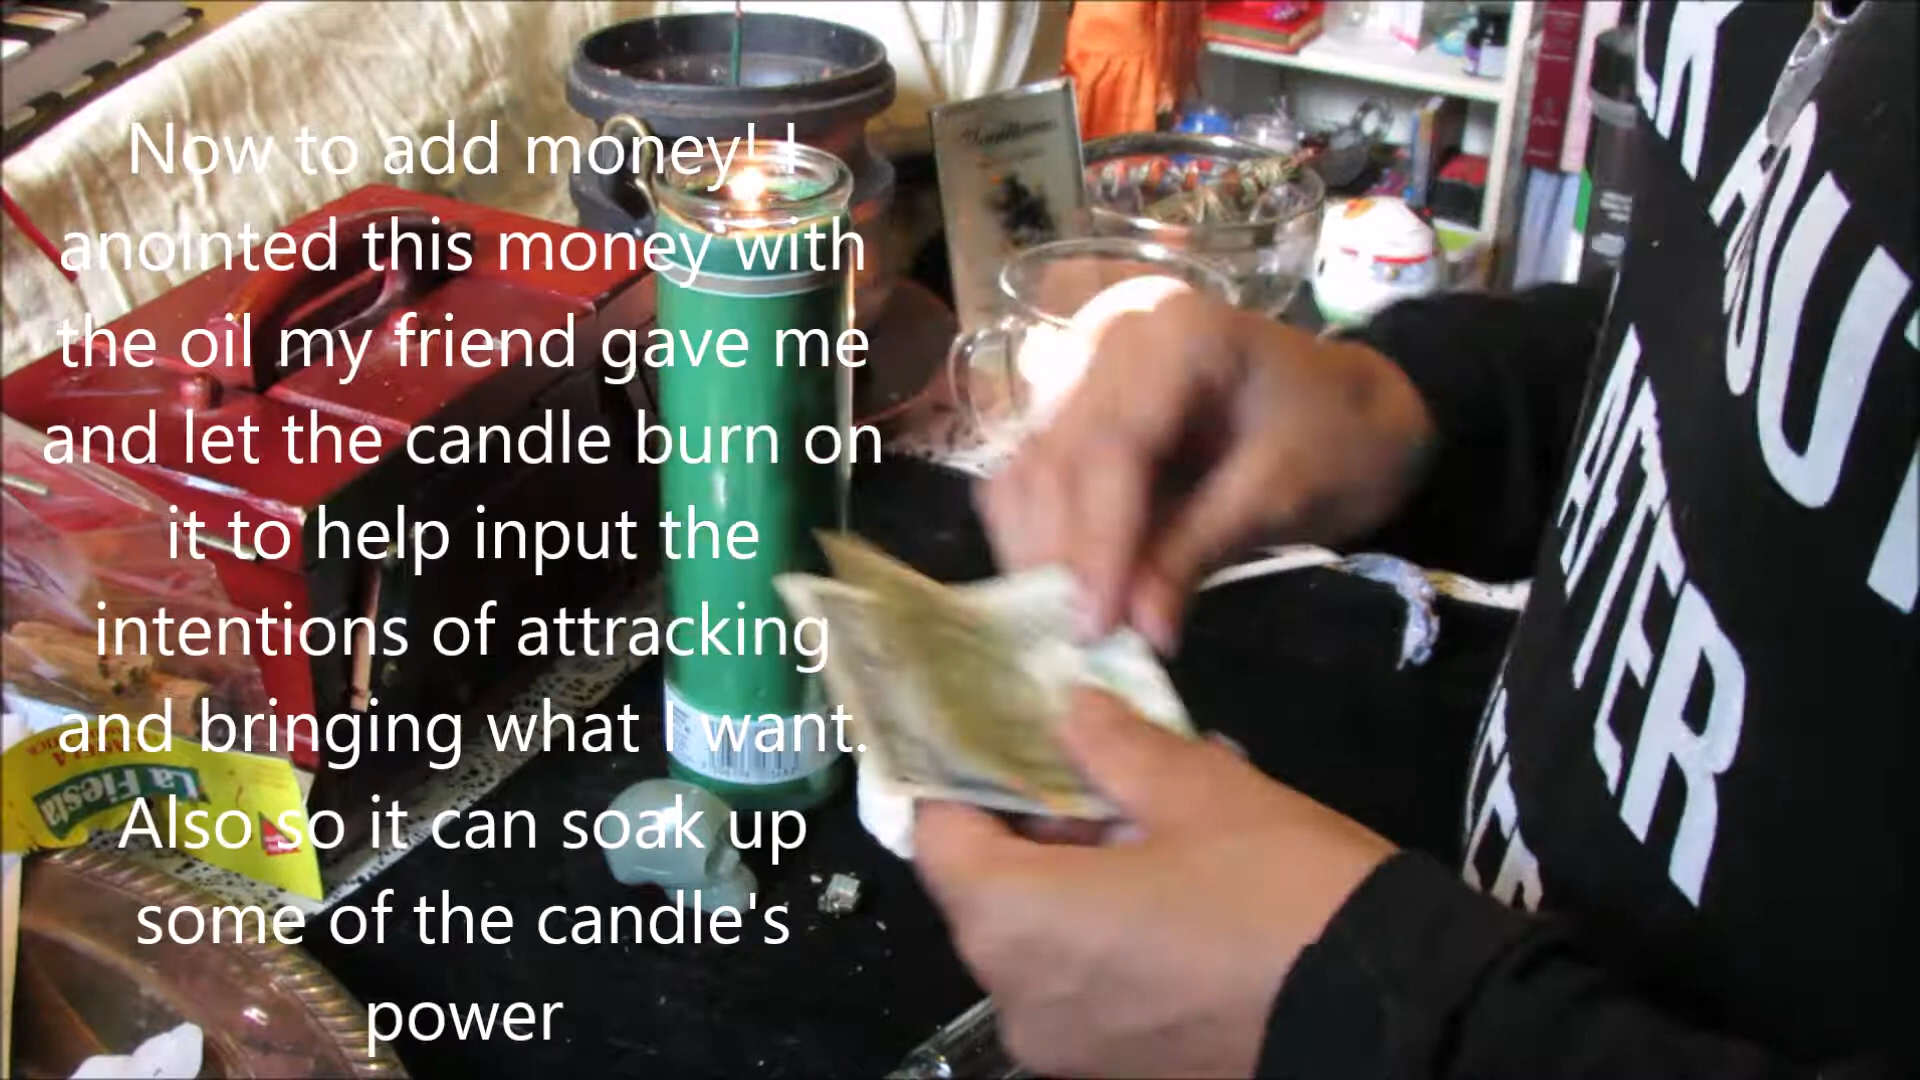 Now to add money! I
anointed this money with
the oil my friend gave me
and let the candle burn on
it to help input the
intentions of attracking
and bringing what I want.
Also so it can soak up
some of the candle's
power
La Fiesta
OUT
AFTER